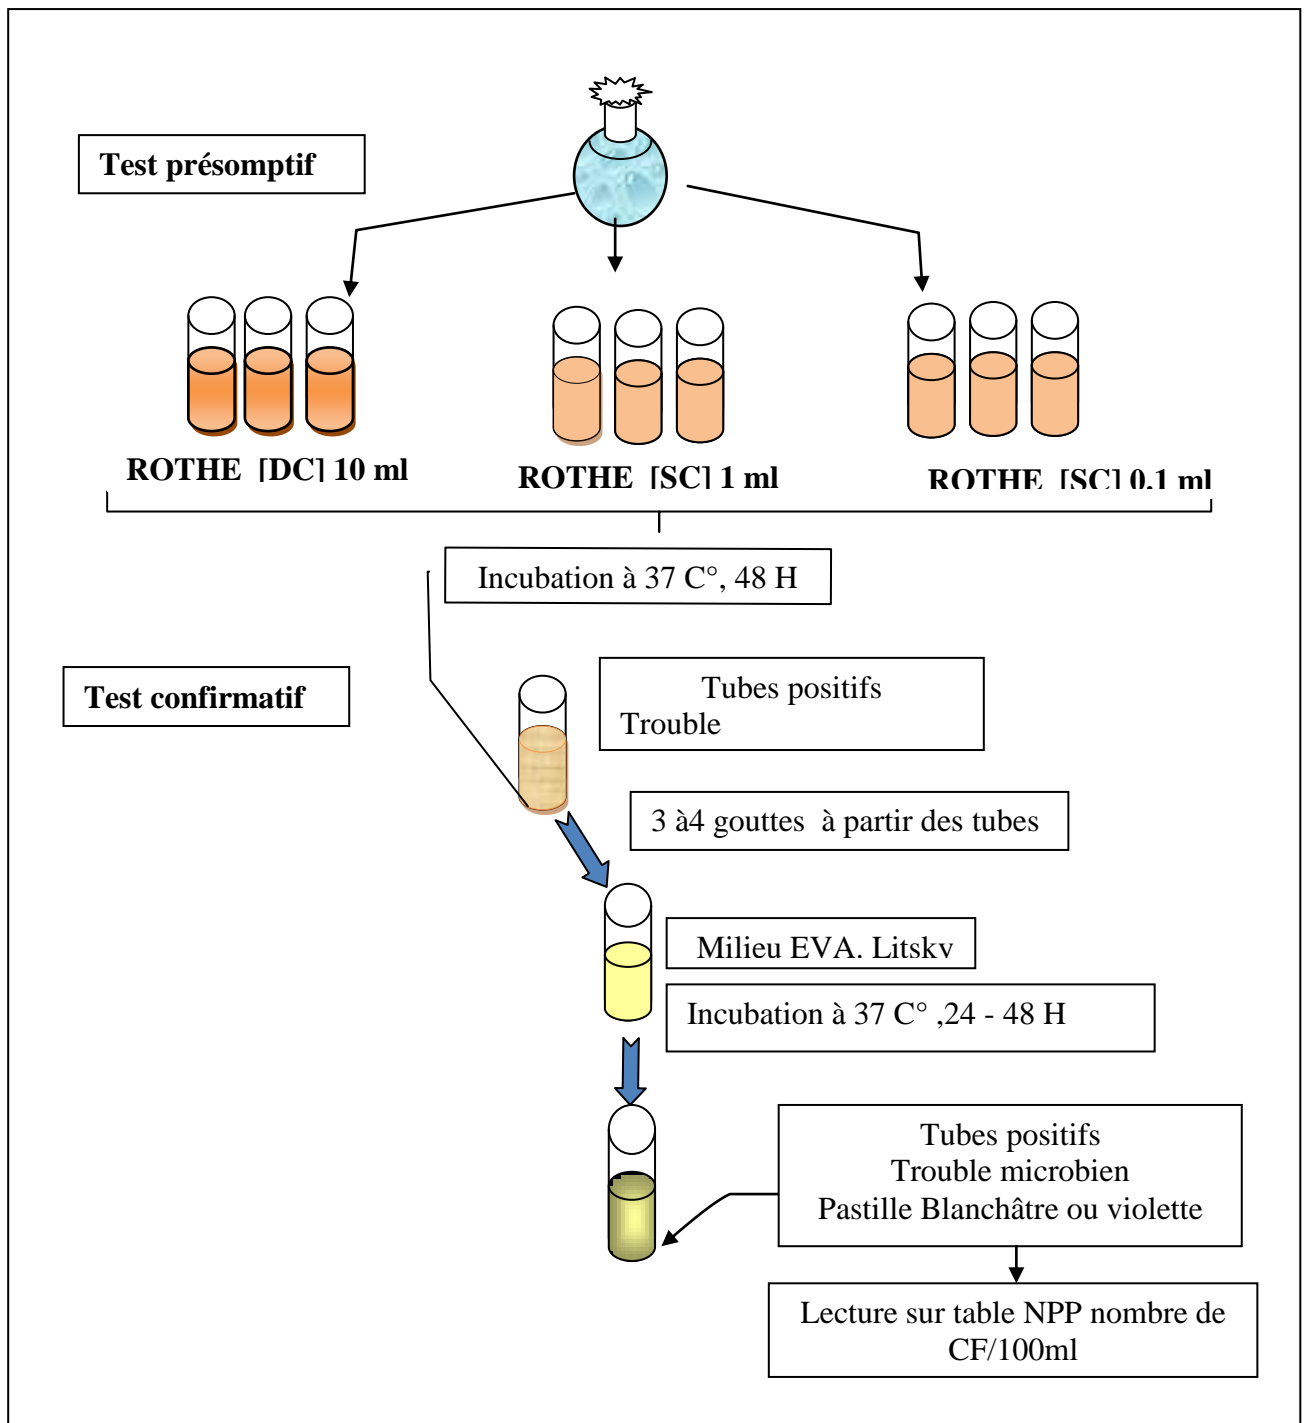 Test présomptif
ROTHE [DC] 10 ml
ROTHE [SC] 1 ml
ROTHE [SC] 0,1 ml
Incubation à 37 C°, 48 H
Test confirmatif
Tubes positifs
Trouble
3 à4 gouttes à partir des tubes
Milieu EVA. Litsky
Incubation à 37 C° ,24 - 48 H
Tubes positifs
Trouble microbien
Pastille Blanchâtre ou violette
Lecture sur table NPP nombre de
CF/100ml